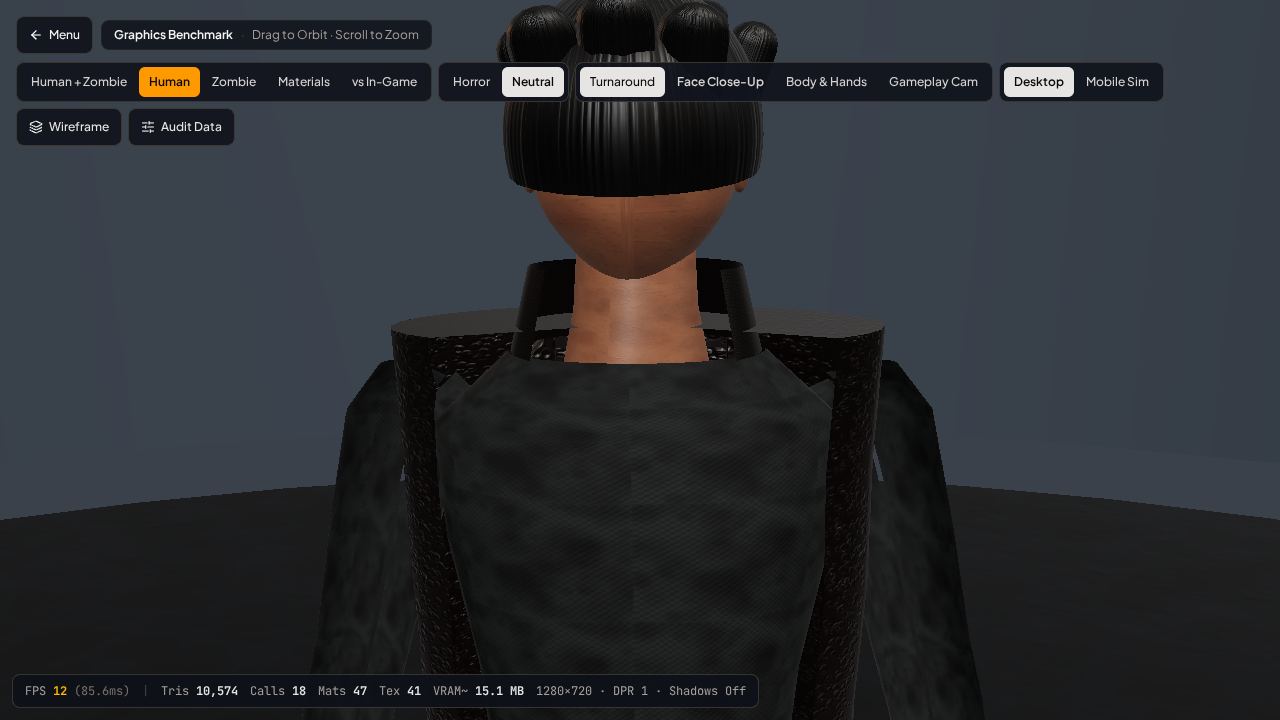 Menu
Graphics Benchmark · Drag to Orbit · Scroll to Zoom
Human + Zombie Human Zombie Materials vs In-Game Horror Neutral Turnaround Face Close-Up Body & Hands Gameplay Cam Desktop Mobile Sim
Wireframe Audit Data
FPS 12 (85.6ms) | Tris 10,574 Calls 18 Mats 47 Tex 41 VRAM~ 15.1 MB 1280×720 · DPR 1 · Shadows Off